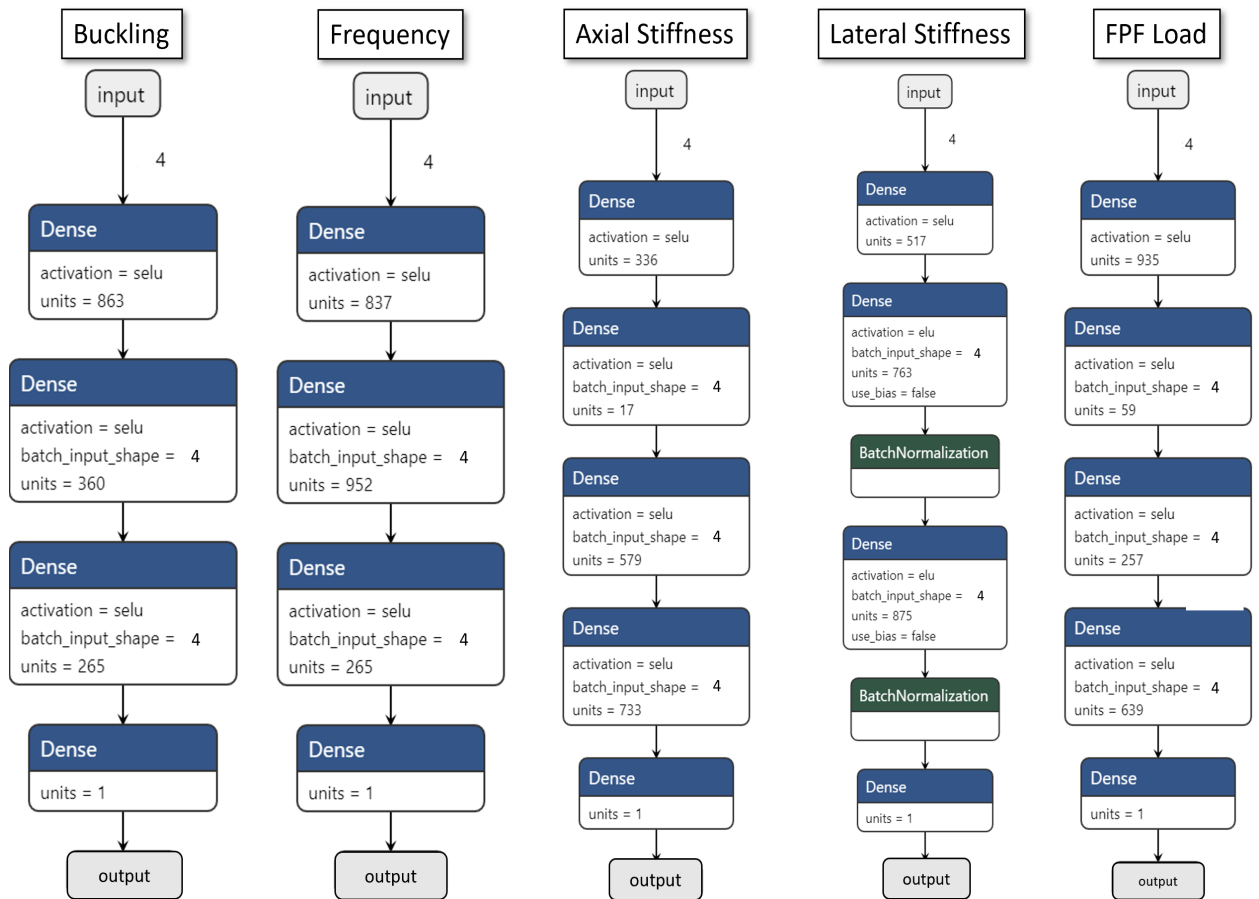 Buckling
input
4
Dense
activation = selu
units = 863
Dense
activation = selu
batch_input_shape = 4
units = 360
Dense
activation = selu
batch_input_shape = 4
units = 265
Dense
units = 1
output
Frequency
input
4
Dense
activation = selu
units = 837
Dense
activation = selu
batch_input_shape = 4
units = 952
Dense
activation = selu
batch_input_shape = 4
units = 265
Dense
units = 1
output
Axial Stiffness
input
4
Dense
activation = selu
units = 336
Dense
activation = selu
batch_input_shape = 4
units = 17
Dense
activation = selu
batch_input_shape = 4
units = 579
Dense
activation = selu
batch_input_shape = 4
units = 733
Dense
units = 1
output
Lateral Stiffness
input
4
Dense
activation = selu
units = 517
Dense
activation = elu
batch_input_shape = 4
units = 763
use_bias = false
BatchNormalization
Dense
activation = elu
batch_input_shape = 4
units = 875
use_bias = false
BatchNormalization
Dense
units = 1
output
FPF Load
input
4
Dense
activation = selu
units = 935
Dense
activation = selu
batch_input_shape = 4
units = 59
Dense
activation = selu
batch_input_shape = 4
units = 257
Dense
activation = selu
batch_input_shape = 4
units = 639
Dense
units = 1
output